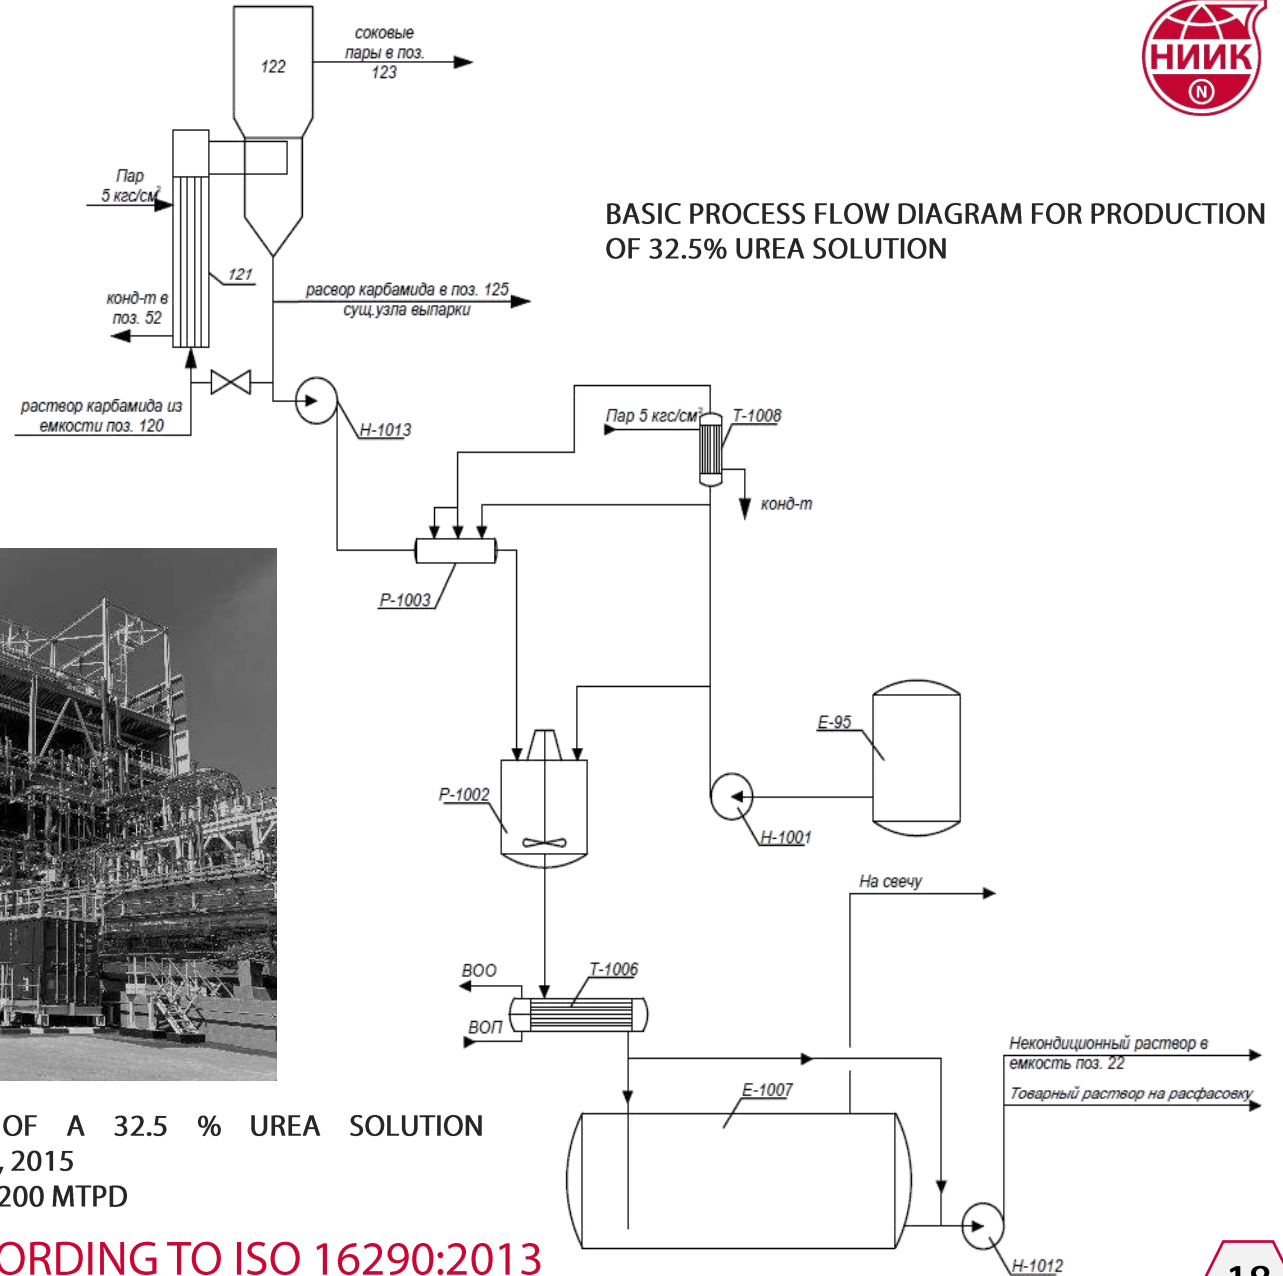 122
соковые
пары в поз.
123
НИИК
N
Пар
5 кгс/см²
BASIC PROCESS FLOW DIAGRAM FOR PRODUCTION
OF 32.5% UREA SOLUTION
121
конд-т в
поз. 52
расвор карбамида в поз. 125
сущ.узла выпарки
раствор карбамида из
емкости поз. 120
Н-1013
Пар 5 кгс/см²
Т-1008
конд-т
Р-1003
Е-95
Р-1002
Н-1001
На свечу
ВОО
Т-1006
ВОП
Некондиционный раствор в
емкость поз. 22
Товарный раствор на расфасовку
Е-1007
OF A 32.5 % UREA SOLUTION
, 2015
200 MTPD
ORDING TO ISO 16290:2013
Н-1012
18